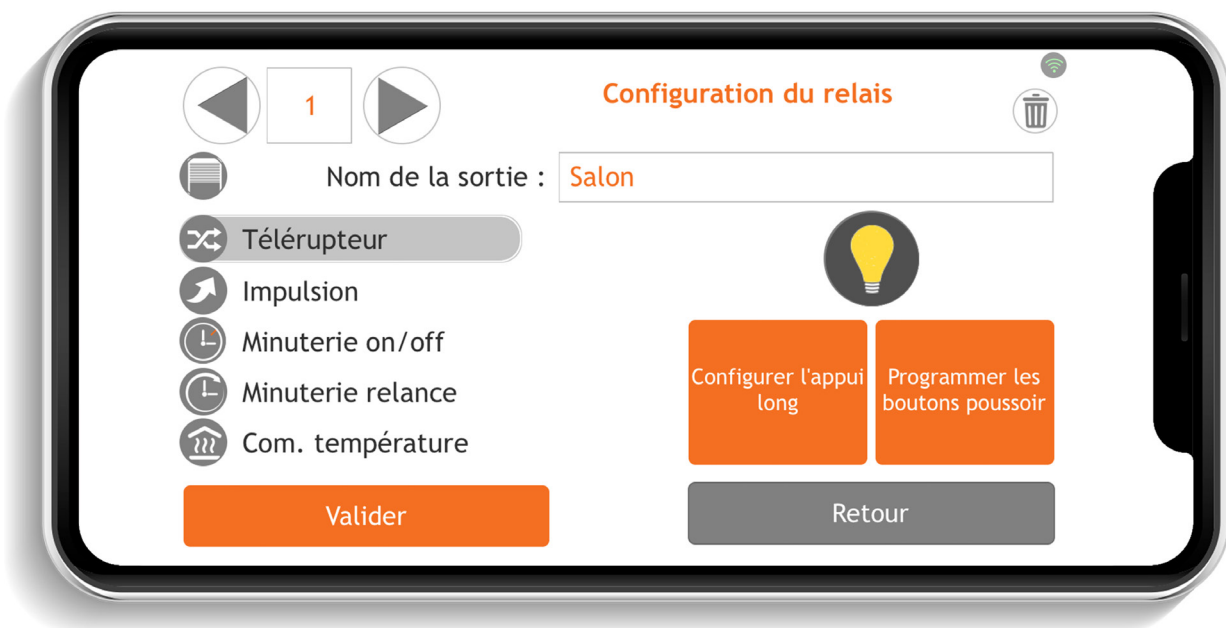 1
Configuration du relais
Nom de la sortie :
Salon
Télérupteur
Impulsion
Minuterie on/off
Minuterie relance
Com. température
Configurer l'appui
long
Programmer les
boutons poussoir
Valider
Retour